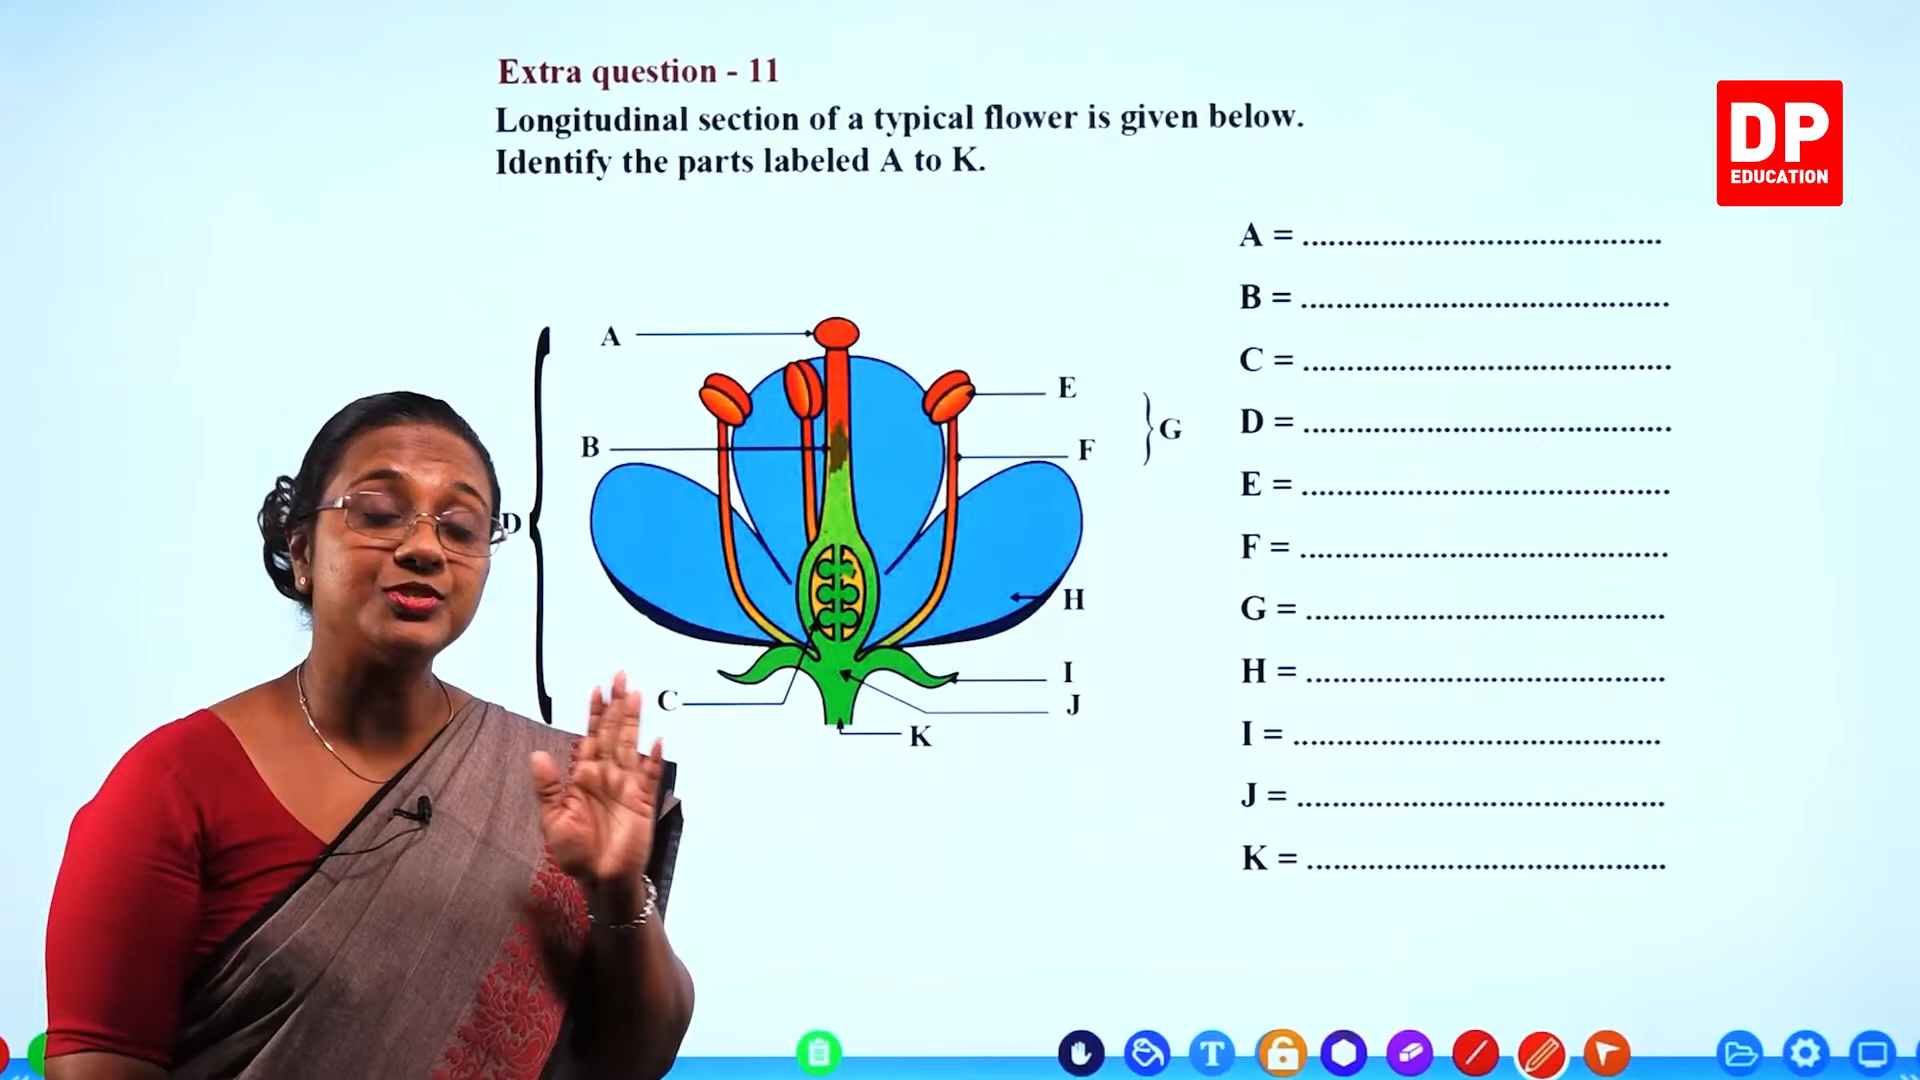 Extra question - 11
Longitudinal section of a typical flower is given below.
Identify the parts labeled A to K.
DP
EDUCATION
A
B
C
D
E
F
G
H
I
J
K
A = ..........................................
B = ..........................................
C = ..........................................
D = ..........................................
E = ..........................................
F = ..........................................
G = ..........................................
H = ..........................................
I = ..........................................
J = ..........................................
K = ..........................................
T